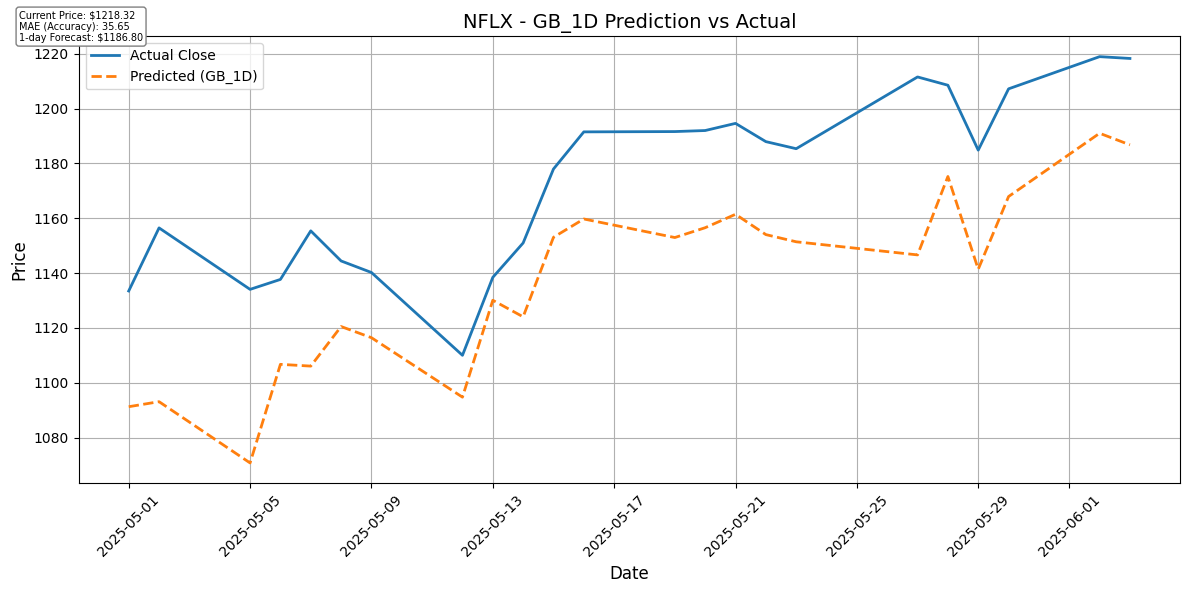 NFLX - GB_1D Prediction vs Actual
Current Price: $1218.32
MAE (Accuracy): 35.65
1-day Forecast: $1186.80
Actual Close
Predicted (GB_1D)
Price
1220
1200
1180
1160
1140
1120
1100
1080
2025-05-01
2025-05-05
2025-05-09
2025-05-13
2025-05-17
2025-05-21
2025-05-25
2025-05-29
2025-06-01
Date